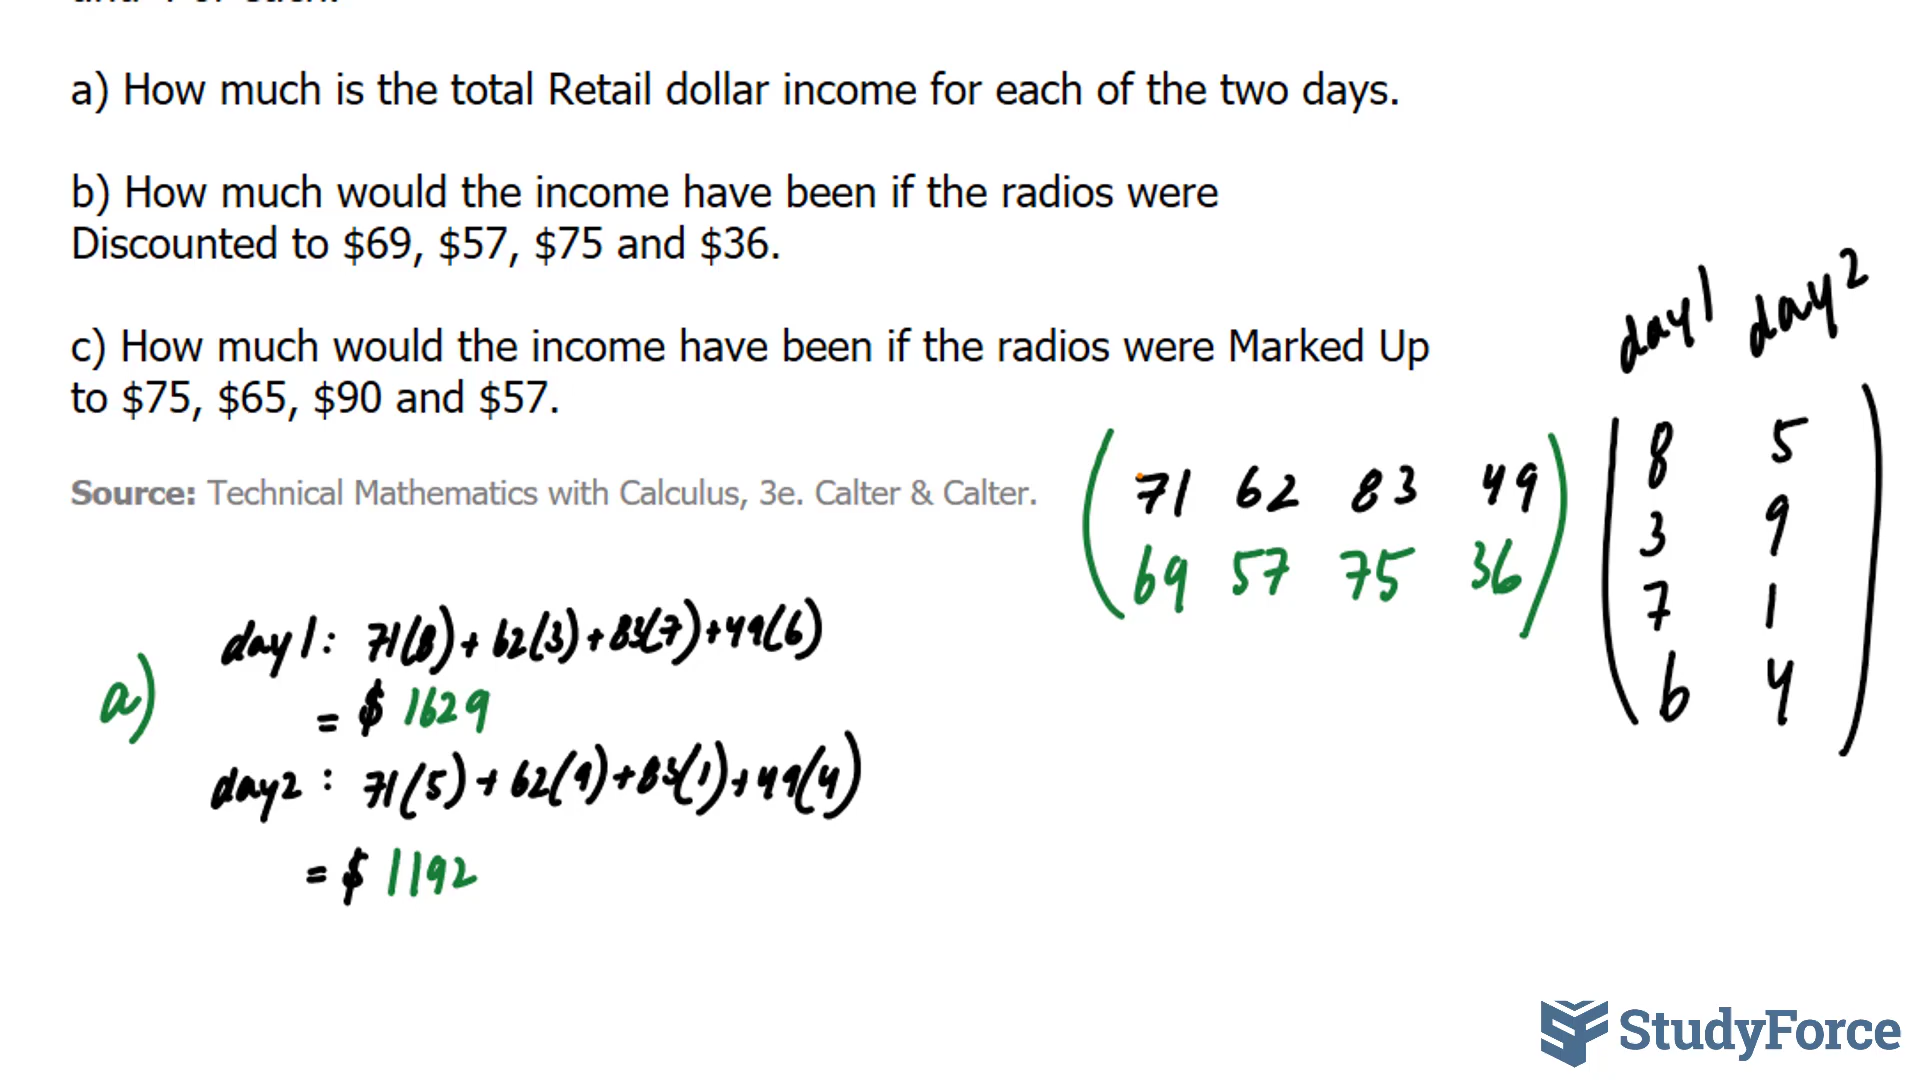 and 4 of each.
a) How much is the total Retail dollar income for each of the two days.
b) How much would the income have been if the radios were
Discounted to $69, $57, $75 and $36.
c) How much would the income have been if the radios were Marked Up
to $75, $65, $90 and $57.
Source: Technical Mathematics with Calculus, 3e. Calter & Calter.
day1 day2
71 62 83 49
69 57 75 36
8 5
3 9
7 1
6 4
a) day1: 71(8)+62(3)+83(7)+49(6)
= $ 1629
day2: 71(5)+62(9)+83(1)+49(4)
= $ 1192
StudyForce